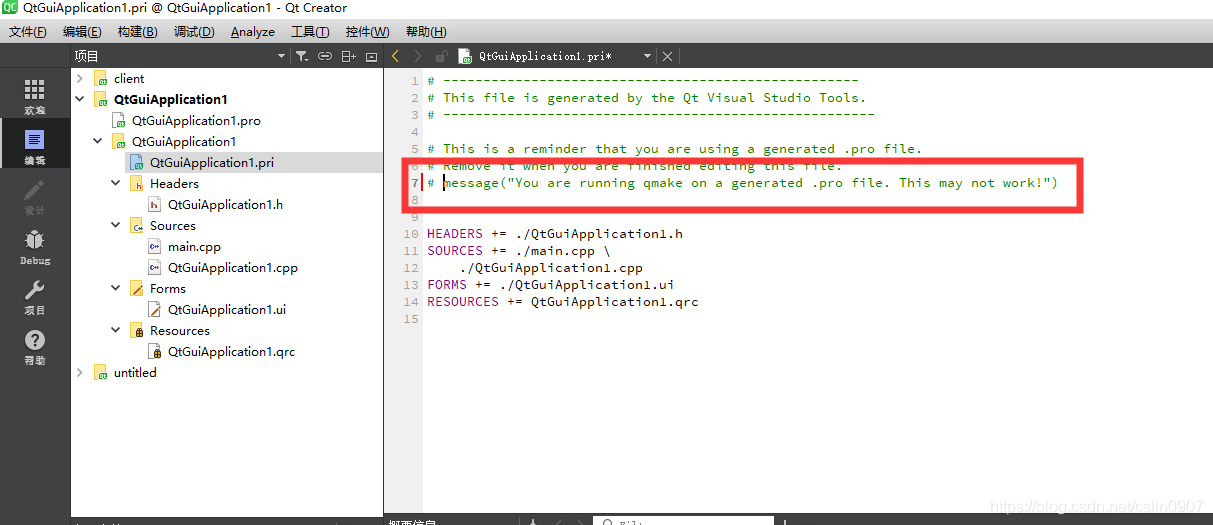 QtGuiApplication1.pri @ QtGuiApplication1 - Qt Creator
文件(F) 编辑(E) 构建(B) 调试(D) Analyze 工具(T) 控件(W) 帮助(H)
项目
QtGuiApplication1.pri*
欢迎
编辑
设计
Debug
项目
帮助
client
QtGuiApplication1
QtGuiApplication1.pro
QtGuiApplication1
QtGuiApplication1.pri
Headers
QtGuiApplication1.h
Sources
main.cpp
QtGuiApplication1.cpp
Forms
QtGuiApplication1.ui
Resources
QtGuiApplication1.qrc
untitled
1 # ----------------------------------------------------
2 # This file is generated by the Qt Visual Studio Tools.
3 # ------------------------------------------------------
4
5 # This is a reminder that you are using a generated .pro file.
6 # Remove it when you are finished editing this file.
7 # message("You are running qmake on a generated .pro file. This may not work!")
8
9
10 HEADERS += ./QtGuiApplication1.h
11 SOURCES += ./main.cpp \
12     ./QtGuiApplication1.cpp
13 FORMS += ./QtGuiApplication1.ui
14 RESOURCES += QtGuiApplication1.qrc
15
概要信息
https://blog.csdn.net/cslin0907